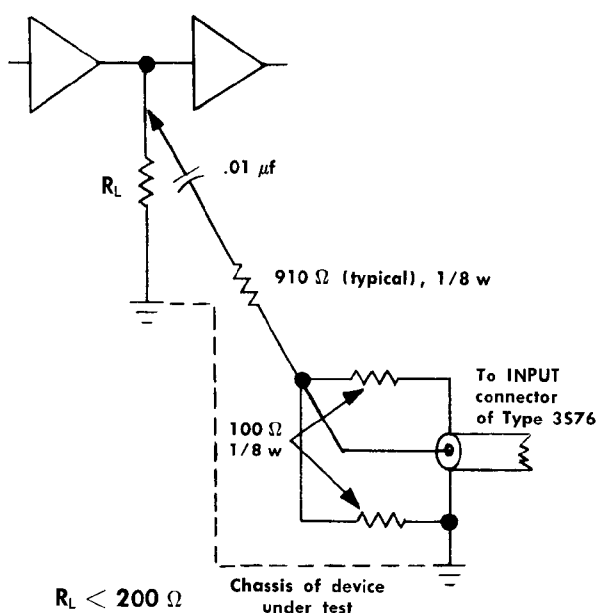 .01 μf
R_L
910 Ω (typical), 1/8 w
To INPUT
connector
of Type 3S76
100 Ω
1/8 w
R_L < 200 Ω
Chassis of device
under test